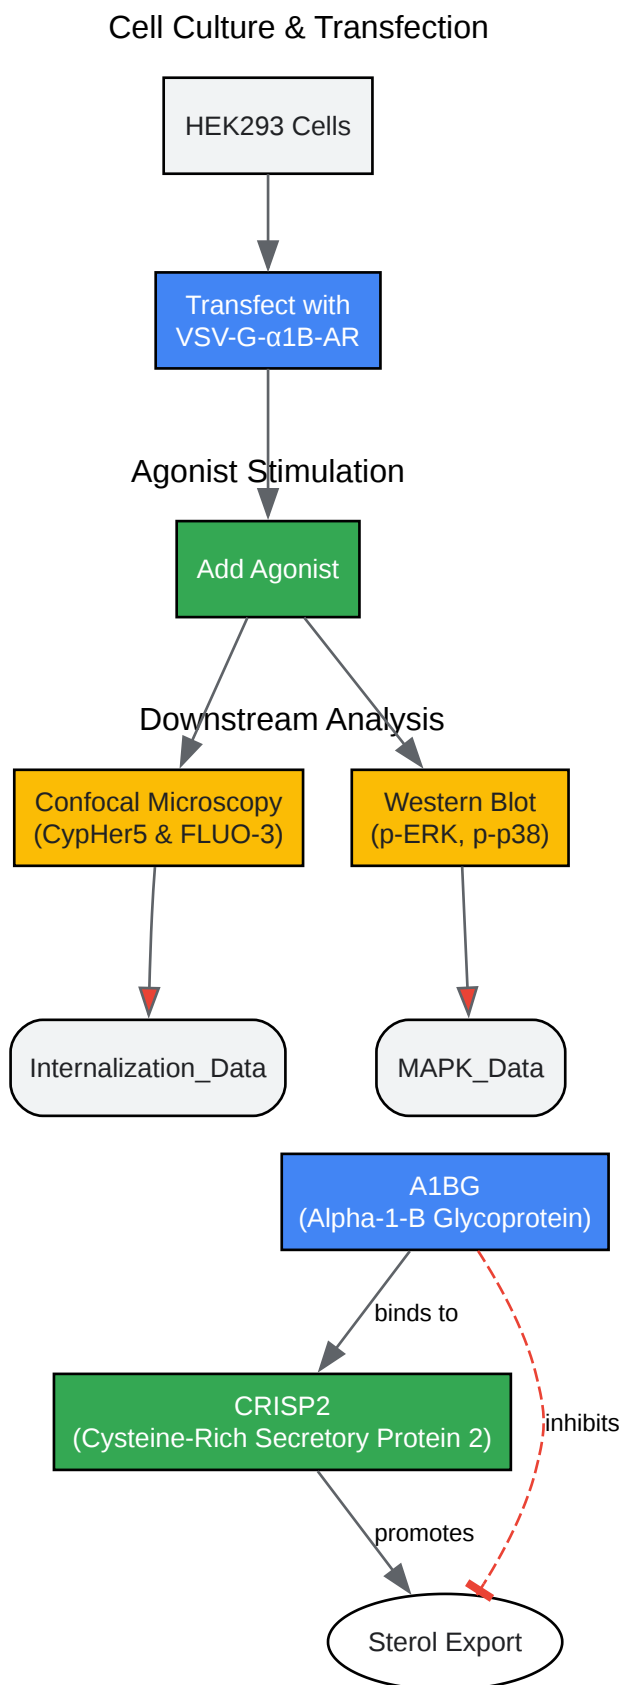 Cell Culture & Transfection
HEK293 Cells
Transfect with
VSV-G-α1B-AR
Agonist Stimulation
Add Agonist
Downstream Analysis
Confocal Microscopy
(CypHer5 & FLUO-3)
Western Blot
(p-ERK, p-p38)
Internalization_Data
MAPK_Data
A1BG
(Alpha-1-B Glycoprotein)
binds to
CRISP2
(Cysteine-Rich Secretory Protein 2)
inhibits
promotes
Sterol Export